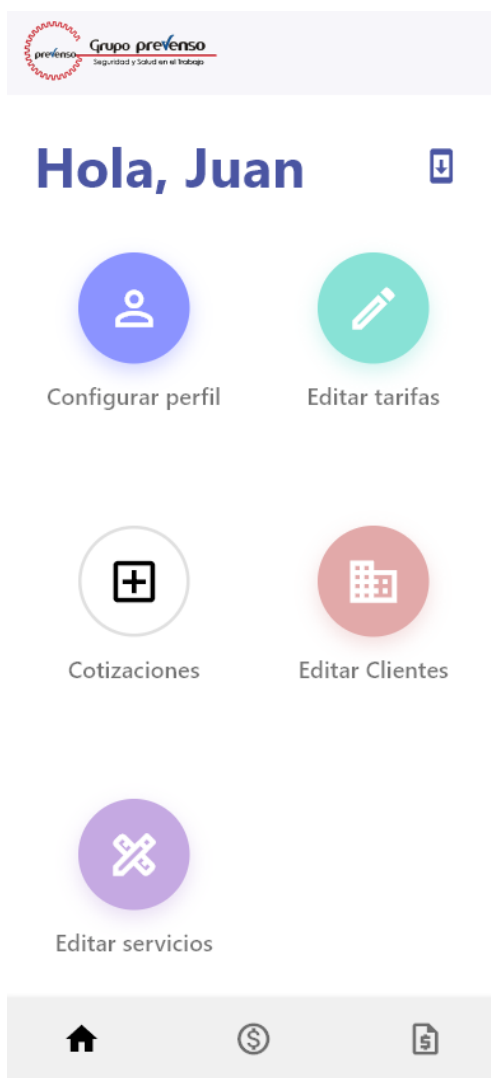 prevenso
Grupo prevenso
Seguridad y Salud en el Trabajo
Hola, Juan
Configurar perfil
Editar tarifas
Cotizaciones
Editar Clientes
Editar servicios